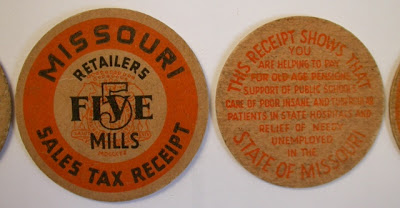 MISSOURI
RETAILERS
5
FIVE
MILLS
SALES TAX RECEIPT
THIS RECEIPT SHOWS THAT
YOU
ARE HELPING TO PAY
FOR OLD AGE PENSIONS
SUPPORT OF PUBLIC SCHOOLS
CARE OF POOR INSANE AND TUBERCULAR
PATIENTS IN STATE HOSPITALS AND
RELIEF OF NEEDY
UNEMPLOYED
IN THE
STATE OF MISSOURI